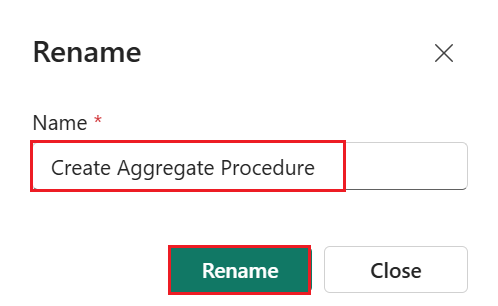 Rename
Name *
Create Aggregate Procedure
Rename Close